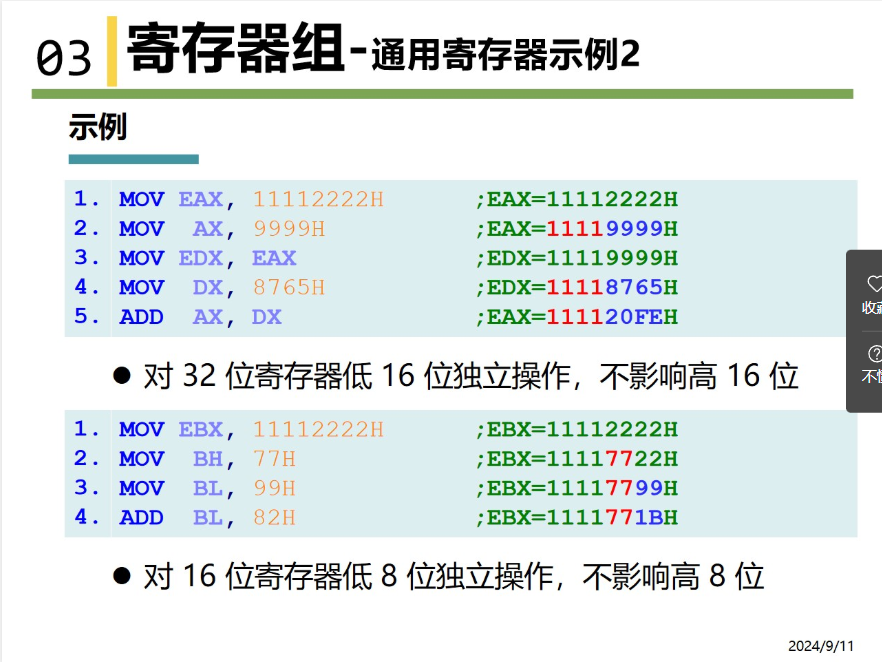 03 寄存器组-通用寄存器示例2
示例
1. MOV EAX, 11112222H ;EAX=11112222H
2. MOV AX, 9999H ;EAX=11119999H
3. MOV EDX, EAX ;EDX=11119999H
4. MOV DX, 8765H ;EDX=11118765H
5. ADD AX, DX ;EAX=111120FEH
● 对 32 位寄存器低 16 位独立操作，不影响高 16 位
1. MOV EBX, 11112222H ;EBX=11112222H
2. MOV BH, 77H ;EBX=11117722H
3. MOV BL, 99H ;EBX=11117799H
4. ADD BL, 82H ;EBX=1111771BH
● 对 16 位寄存器低 8 位独立操作，不影响高 8 位
2024/9/11
收藏
不